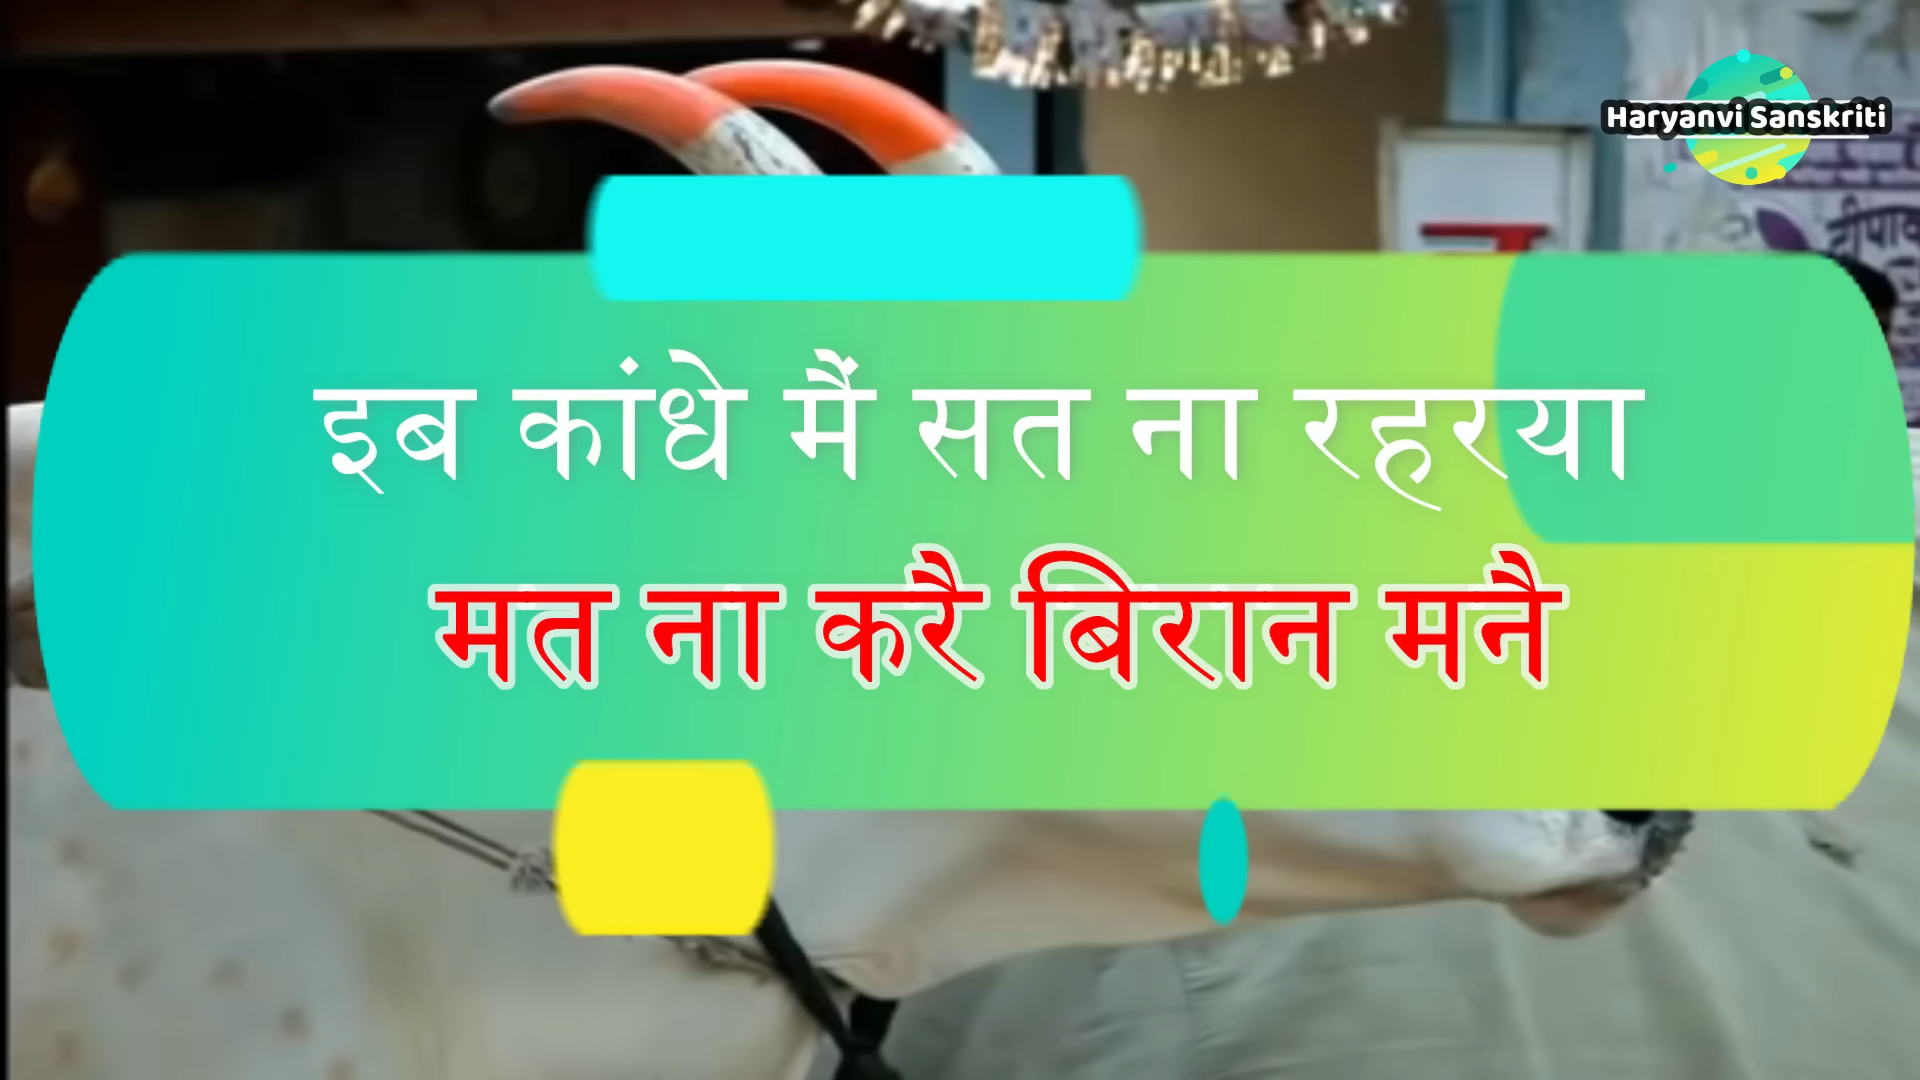 Haryanvi Sanskriti
इब कांधे मैं सत ना रहरया
मत ना करै बिरान मनै